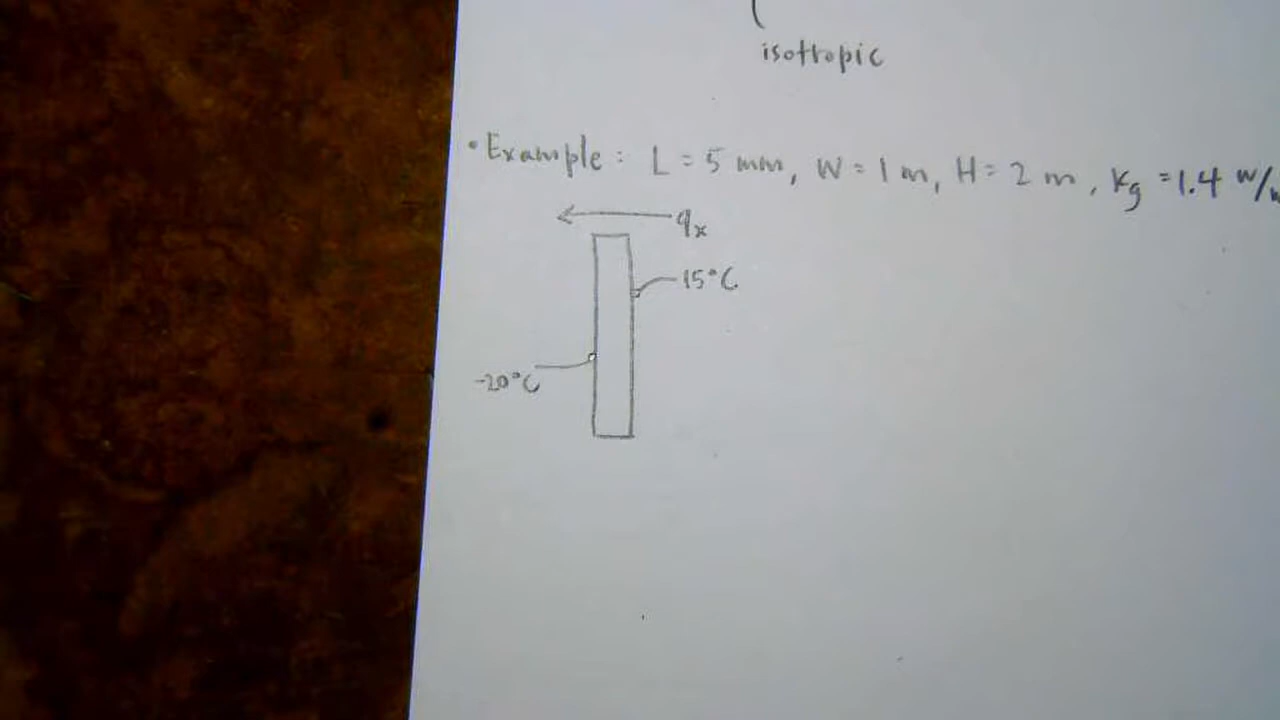 isotropic
• Example : L = 5 mm, W = 1 m, H = 2 m, kg = 1.4 W/
qx
15°C
-20°C